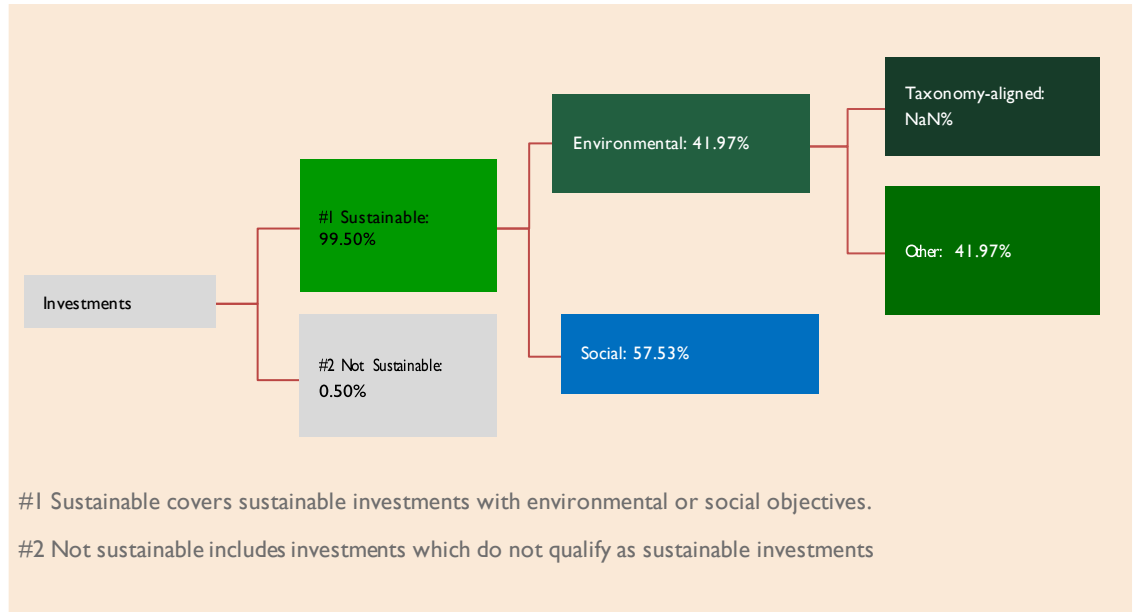 Taxonomy-aligned:
NaN%
Environmental: 41.97%
#1 Sustainable:
99.50%
Other: 41.97%
Investments
#2 Not Sustainable:
0.50%
Social: 57.53%
#1 Sustainable covers sustainable investments with environmental or social objectives.
#2 Not sustainable includes investments which do not qualify as sustainable investments